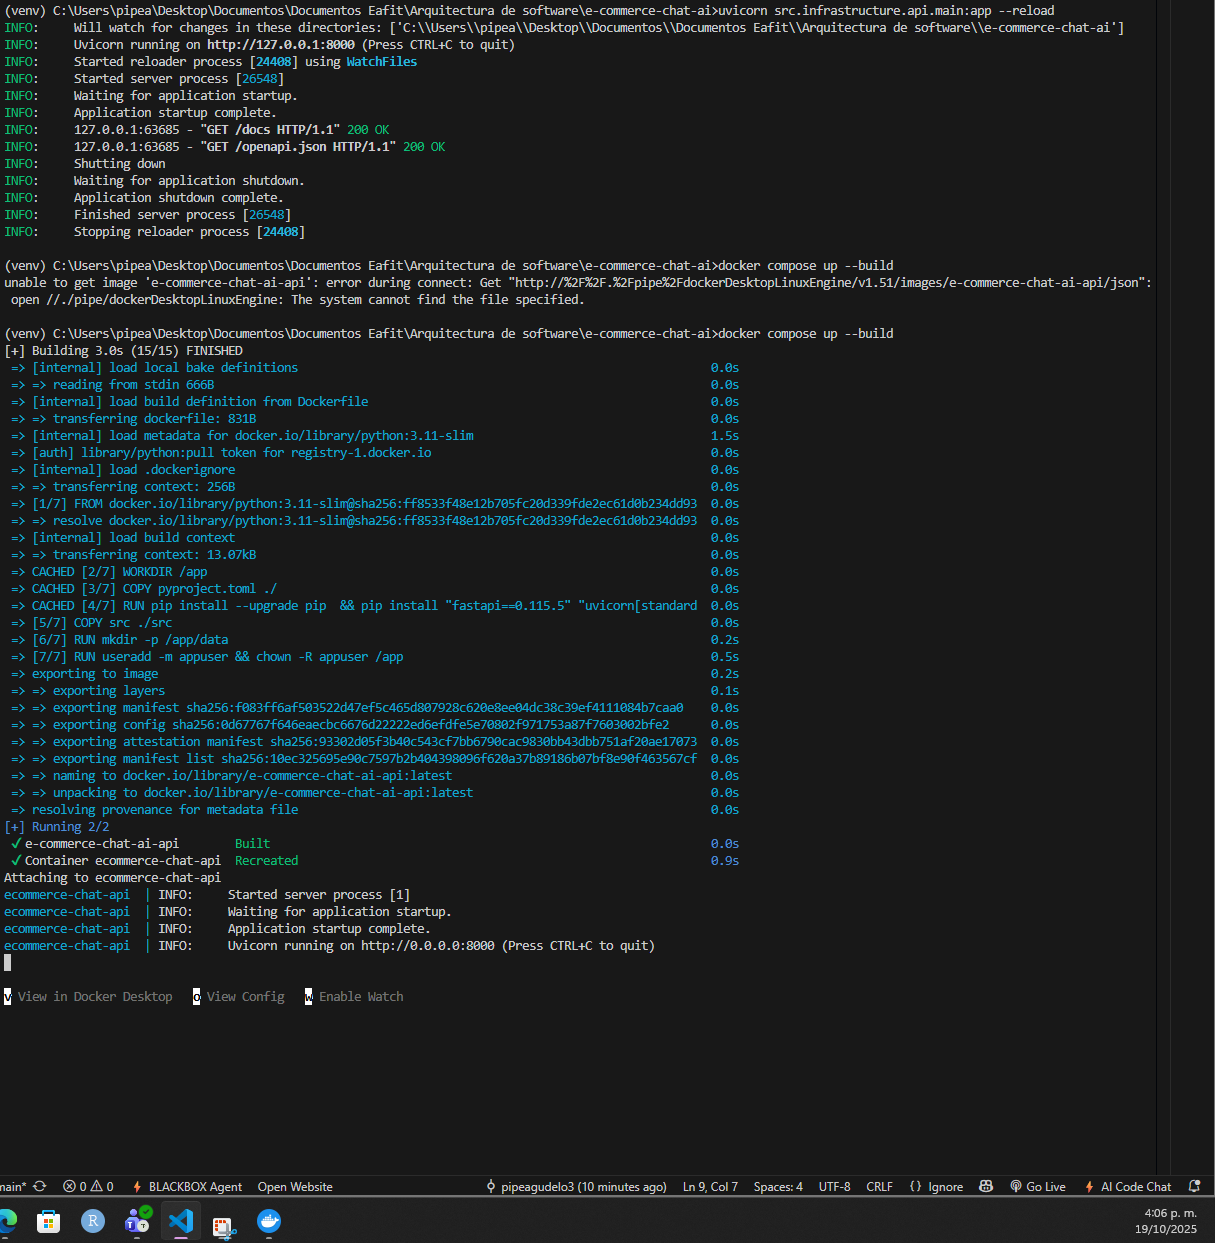 (venv) C:\Users\pipea\Desktop\Documentos\Documentos Eafit\Arquitectura de software\e-commerce-chat-ai>uvicorn src.infrastructure.api.main:app --reload
INFO:     Will watch for changes in these directories: ['C:\\Users\\pipea\\Desktop\\Documentos\\Documentos Eafit\\Arquitectura de software\\e-commerce-chat-ai']
INFO:     Uvicorn running on http://127.0.0.1:8000 (Press CTRL+C to quit)
INFO:     Started reloader process [24408] using WatchFiles
INFO:     Started server process [26548]
INFO:     Waiting for application startup.
INFO:     Application startup complete.
INFO:     127.0.0.1:63685 - "GET /docs HTTP/1.1" 200 OK
INFO:     127.0.0.1:63685 - "GET /openapi.json HTTP/1.1" 200 OK
INFO:     Shutting down
INFO:     Waiting for application shutdown.
INFO:     Application shutdown complete.
INFO:     Finished server process [26548]
INFO:     Stopping reloader process [24408]
(venv) C:\Users\pipea\Desktop\Documentos\Documentos Eafit\Arquitectura de software\e-commerce-chat-ai>docker compose up --build
unable to get image 'e-commerce-chat-ai-api': error during connect: Get "http://%2F%2F.%2Fpipe%2FdockerDesktopLinuxEngine/v1.51/images/e-commerce-chat-ai-api/json":
open //./pipe/dockerDesktopLinuxEngine: The system cannot find the file specified.
(venv) C:\Users\pipea\Desktop\Documentos\Documentos Eafit\Arquitectura de software\e-commerce-chat-ai>docker compose up --build
[+] Building 3.0s (15/15) FINISHED
=> [internal] load local bake definitions 0.0s
=> => reading from stdin 666B 0.0s
=> [internal] load build definition from Dockerfile 0.0s
=> => transferring dockerfile: 831B 0.0s
=> [internal] load metadata for docker.io/library/python:3.11-slim 1.5s
=> [auth] library/python:pull token for registry-1.docker.io 0.0s
=> [internal] load .dockerignore 0.0s
=> => transferring context: 256B 0.0s
=> [1/7] FROM docker.io/library/python:3.11-slim@sha256:ff8533f48e12b705fc20d339fde2ec61d0b234dd93 0.0s
=> => resolve docker.io/library/python:3.11-slim@sha256:ff8533f48e12b705fc20d339fde2ec61d0b234dd93 0.0s
=> [internal] load build context 0.0s
=> => transferring context: 13.07kB 0.0s
=> CACHED [2/7] WORKDIR /app 0.0s
=> CACHED [3/7] COPY pyproject.toml ./ 0.0s
=> CACHED [4/7] RUN pip install --upgrade pip  && pip install "fastapi==0.115.5" "uvicorn[standard 0.0s
=> [5/7] COPY src ./src 0.0s
=> [6/7] RUN mkdir -p /app/data 0.2s
=> [7/7] RUN useradd -m appuser && chown -R appuser /app 0.5s
=> exporting to image 0.2s
=> => exporting layers 0.1s
=> => exporting manifest sha256:f083ff6af503522d47ef5c465d807928c620e8ee04dc38c39ef4111084b7caa0 0.0s
=> => exporting config sha256:0d67767f646eaecbc6676d22222ed6efdfe5e70802f971753a87f7603002bfe2 0.0s
=> => exporting attestation manifest sha256:93302d05f3b40c543cf7bb6790cac9830bb43dbb751af20ae17073 0.0s
=> => exporting manifest list sha256:10ec325695e90c7597b2b404398096f620a37b89186b07bf8e90f463567cf 0.0s
=> => naming to docker.io/library/e-commerce-chat-ai-api:latest 0.0s
=> => unpacking to docker.io/library/e-commerce-chat-ai-api:latest 0.0s
=> resolving provenance for metadata file 0.0s
[+] Running 2/2
✓ e-commerce-chat-ai-api Built 0.0s
✓ Container ecommerce-chat-api Recreated 0.9s
Attaching to ecommerce-chat-api
ecommerce-chat-api | INFO:     Started server process [1]
ecommerce-chat-api | INFO:     Waiting for application startup.
ecommerce-chat-api | INFO:     Application startup complete.
ecommerce-chat-api | INFO:     Uvicorn running on http://0.0.0.0:8000 (Press CTRL+C to quit)
v View in Docker Desktop   o View Config   w Enable Watch
main* 0 0 BLACKBOX Agent Open Website pipeagudelo3 (10 minutes ago) Ln 9, Col 7 Spaces: 4 UTF-8 CRLF {} Ignore Go Live AI Code Chat
4:06 p. m.
19/10/2025